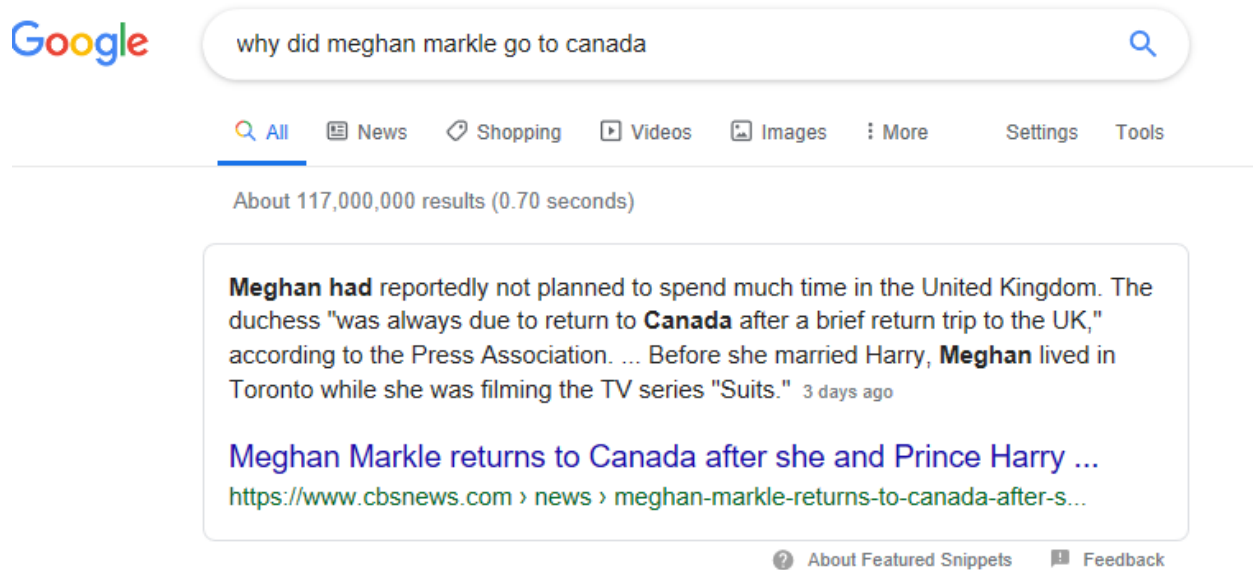 Google
why did meghan markle go to canada
All News Shopping Videos Images More Settings Tools
About 117,000,000 results (0.70 seconds)
Meghan had reportedly not planned to spend much time in the United Kingdom. The
duchess "was always due to return to Canada after a brief return trip to the UK,"
according to the Press Association. ... Before she married Harry, Meghan lived in
Toronto while she was filming the TV series "Suits." 3 days ago
Meghan Markle returns to Canada after she and Prince Harry ...
https://www.cbsnews.com › news › meghan-markle-returns-to-canada-after-s...
About Featured Snippets Feedback